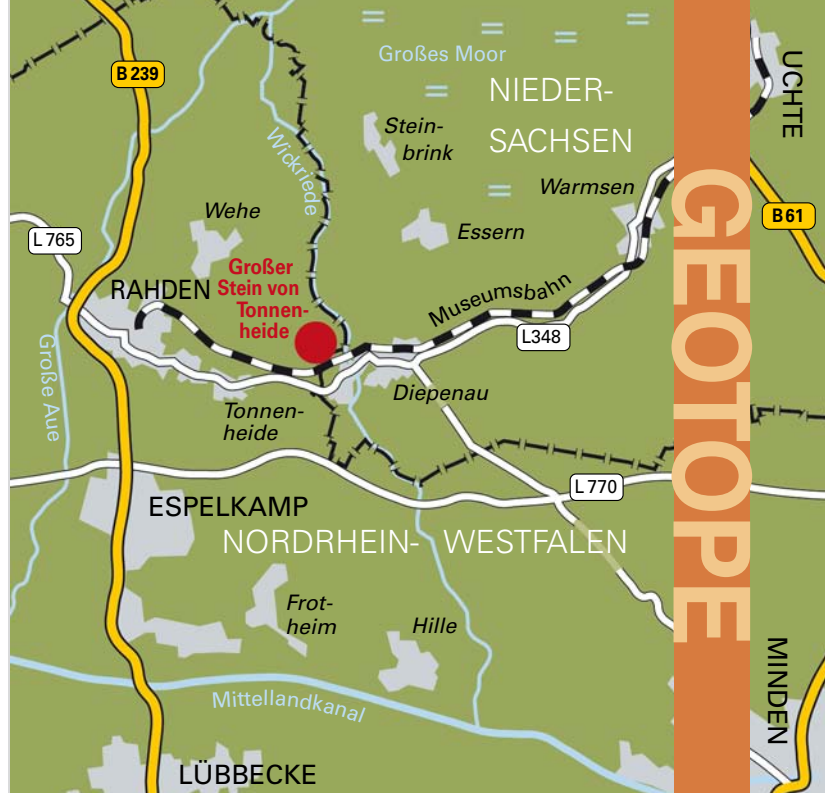 Großes Moor
B 239
NIEDER-
SACHSEN
UCHTE
Stein-
brink
Wickriede
Warmsen
Wehe
B 61
L 765
Essern
GEOTOPE
Großer
Stein von
Tonnen-
heide
RAHDEN
Museumsbahn
L348
Große Aue
Diepenau
Tonnen-
heide
L 770
ESPELKAMP
NORDRHEIN- WESTFALEN
Frot-
heim
Hille
MINDEN
Mittellandkanal
LÜBBECKE